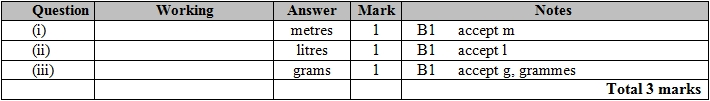 Question Working Answer Mark Notes
(i) metres 1 B1 accept m
(ii) litres 1 B1 accept l
(iii) grams 1 B1 accept g, grammes
Total 3 marks